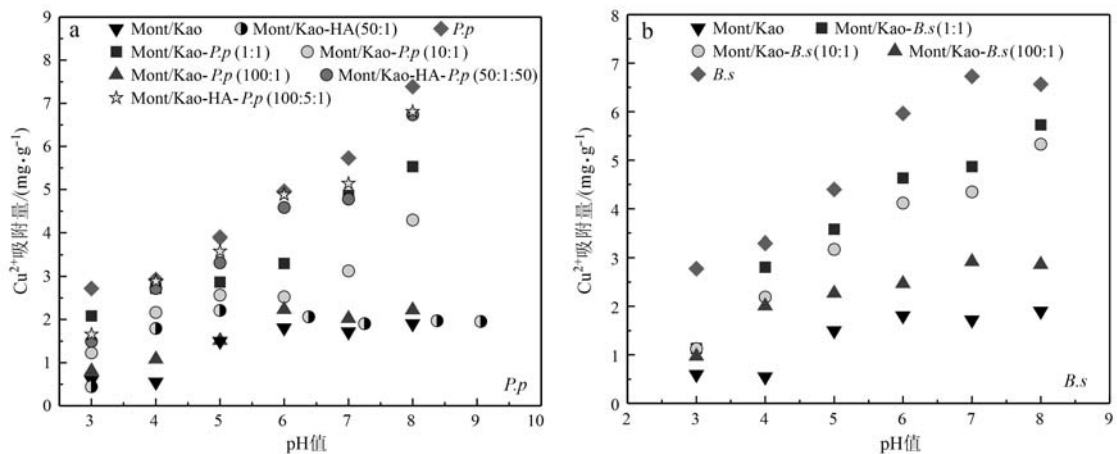 a
Mont/Kao Mont/Kao-HA(50:1) P.p
Mont/Kao-P.p (1:1) Mont/Kao-P.p (10:1)
Mont/Kao-P.p (100:1) Mont/Kao-HA-P.p (50:1:50)
Mont/Kao-HA-P.p (100:5:1)
9
8
7
6
5
4
3
2
1
0
Cu²⁺吸附量/(mg·g⁻¹)
P.p
3 4 5 6 7 8 9 10
pH值
b
Mont/Kao Mont/Kao-B.s(1:1)
Mont/Kao-B.s(10:1) Mont/Kao-B.s(100:1)
B.s
8
7
6
5
4
3
2
1
0
Cu²⁺吸附量/(mg·g⁻¹)
B.s
2 3 4 5 6 7 8 9
pH值